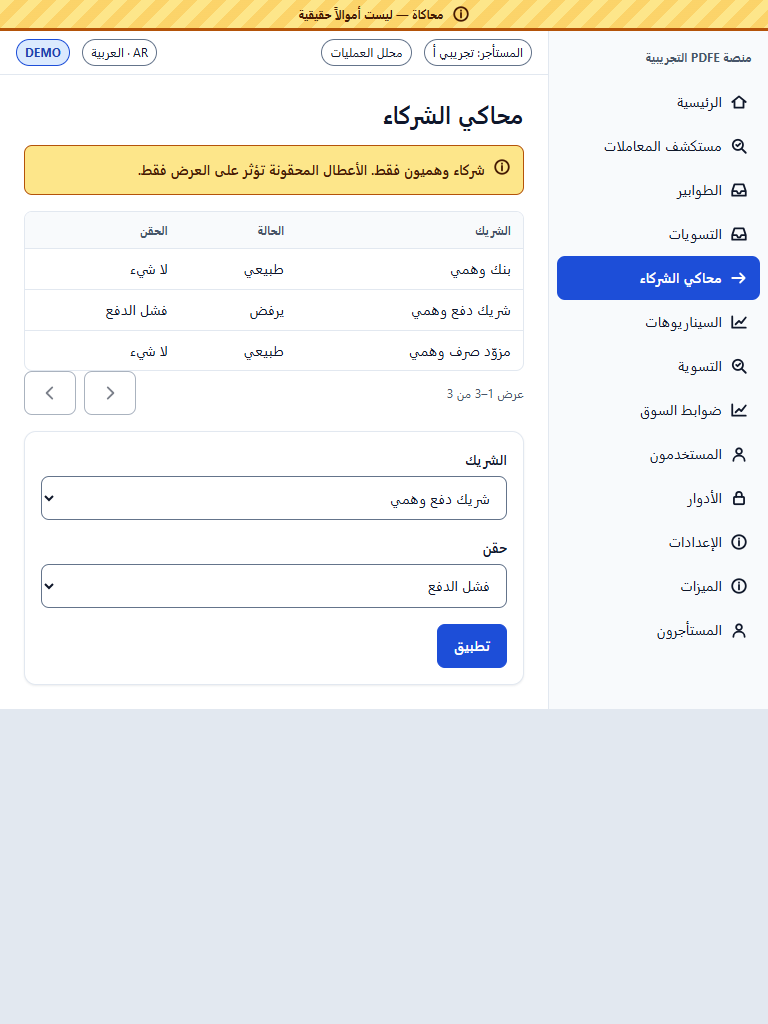 محاكاة — ليست أموالاً حقيقية
المستأجر: تجريبي أ
محلل العمليات
AR · العربية
DEMO
منصة PDFE التجريبية
الرئيسية
مستكشف المعاملات
الطوابير
التسويات
محاكي الشركاء
السيناريوهات
التسوية
ضوابط السوق
المستخدمون
الأدوار
الإعدادات
الميزات
المستأجرون
محاكي الشركاء
شركاء وهميون فقط. الأعطال المحقونة تؤثر على العرض فقط.
الشريك الحالة الحقن
بنك وهمي طبيعي لا شيء
شريك دفع وهمي يرفض فشل الدفع
مزوّد صرف وهمي طبيعي لا شيء
عرض 1–3 من 3
الشريك
شريك دفع وهمي
حقن
فشل الدفع
تطبيق